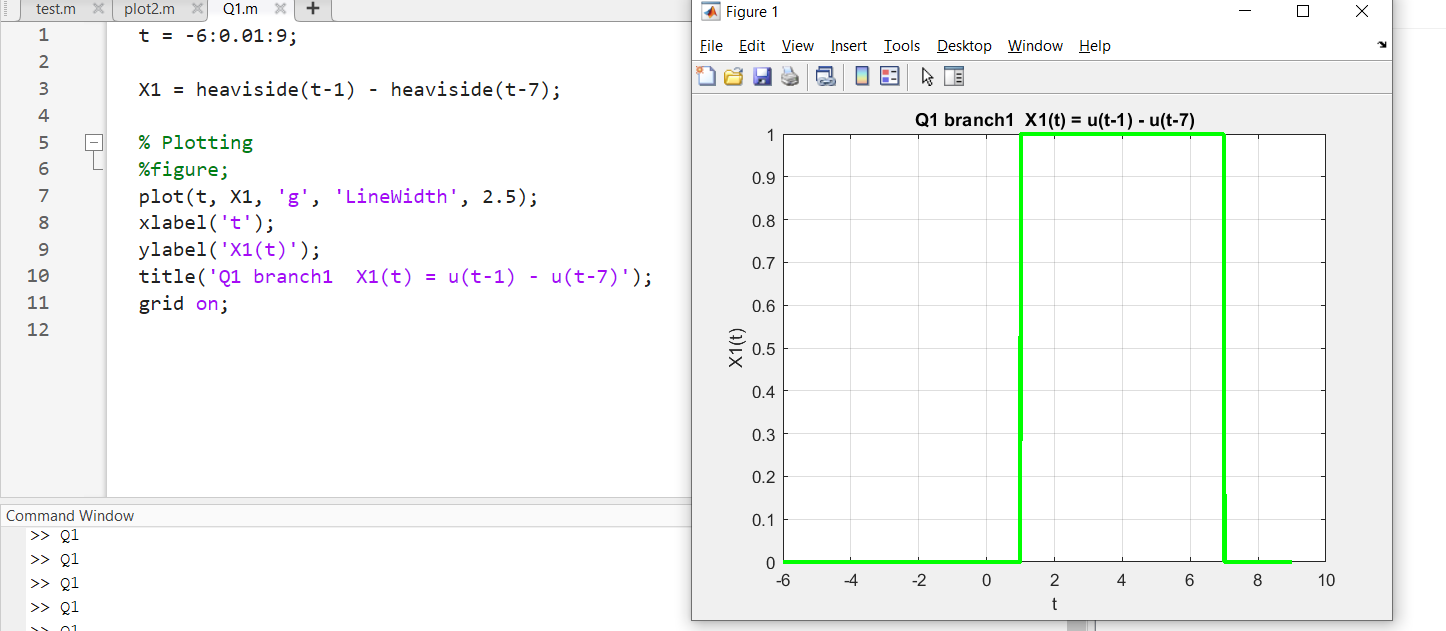 test.m plot2.m Q1.m
1 t = -6:0.01:9;
2
3 X1 = heaviside(t-1) - heaviside(t-7);
4
5 % Plotting
6 %figure;
7 plot(t, X1, 'g', 'LineWidth', 2.5);
8 xlabel('t');
9 ylabel('X1(t)');
10 title('Q1 branch1  X1(t) = u(t-1) - u(t-7)');
11 grid on;
12
Command Window
>> Q1
>> Q1
>> Q1
>> Q1
>> Q1
Figure 1
File Edit View Insert Tools Desktop Window Help
Q1 branch1  X1(t) = u(t-1) - u(t-7)
1
0.9
0.8
0.7
0.6
0.5
0.4
0.3
0.2
0.1
0
X1(t)
-6 -4 -2 0 2 4 6 8 10
t